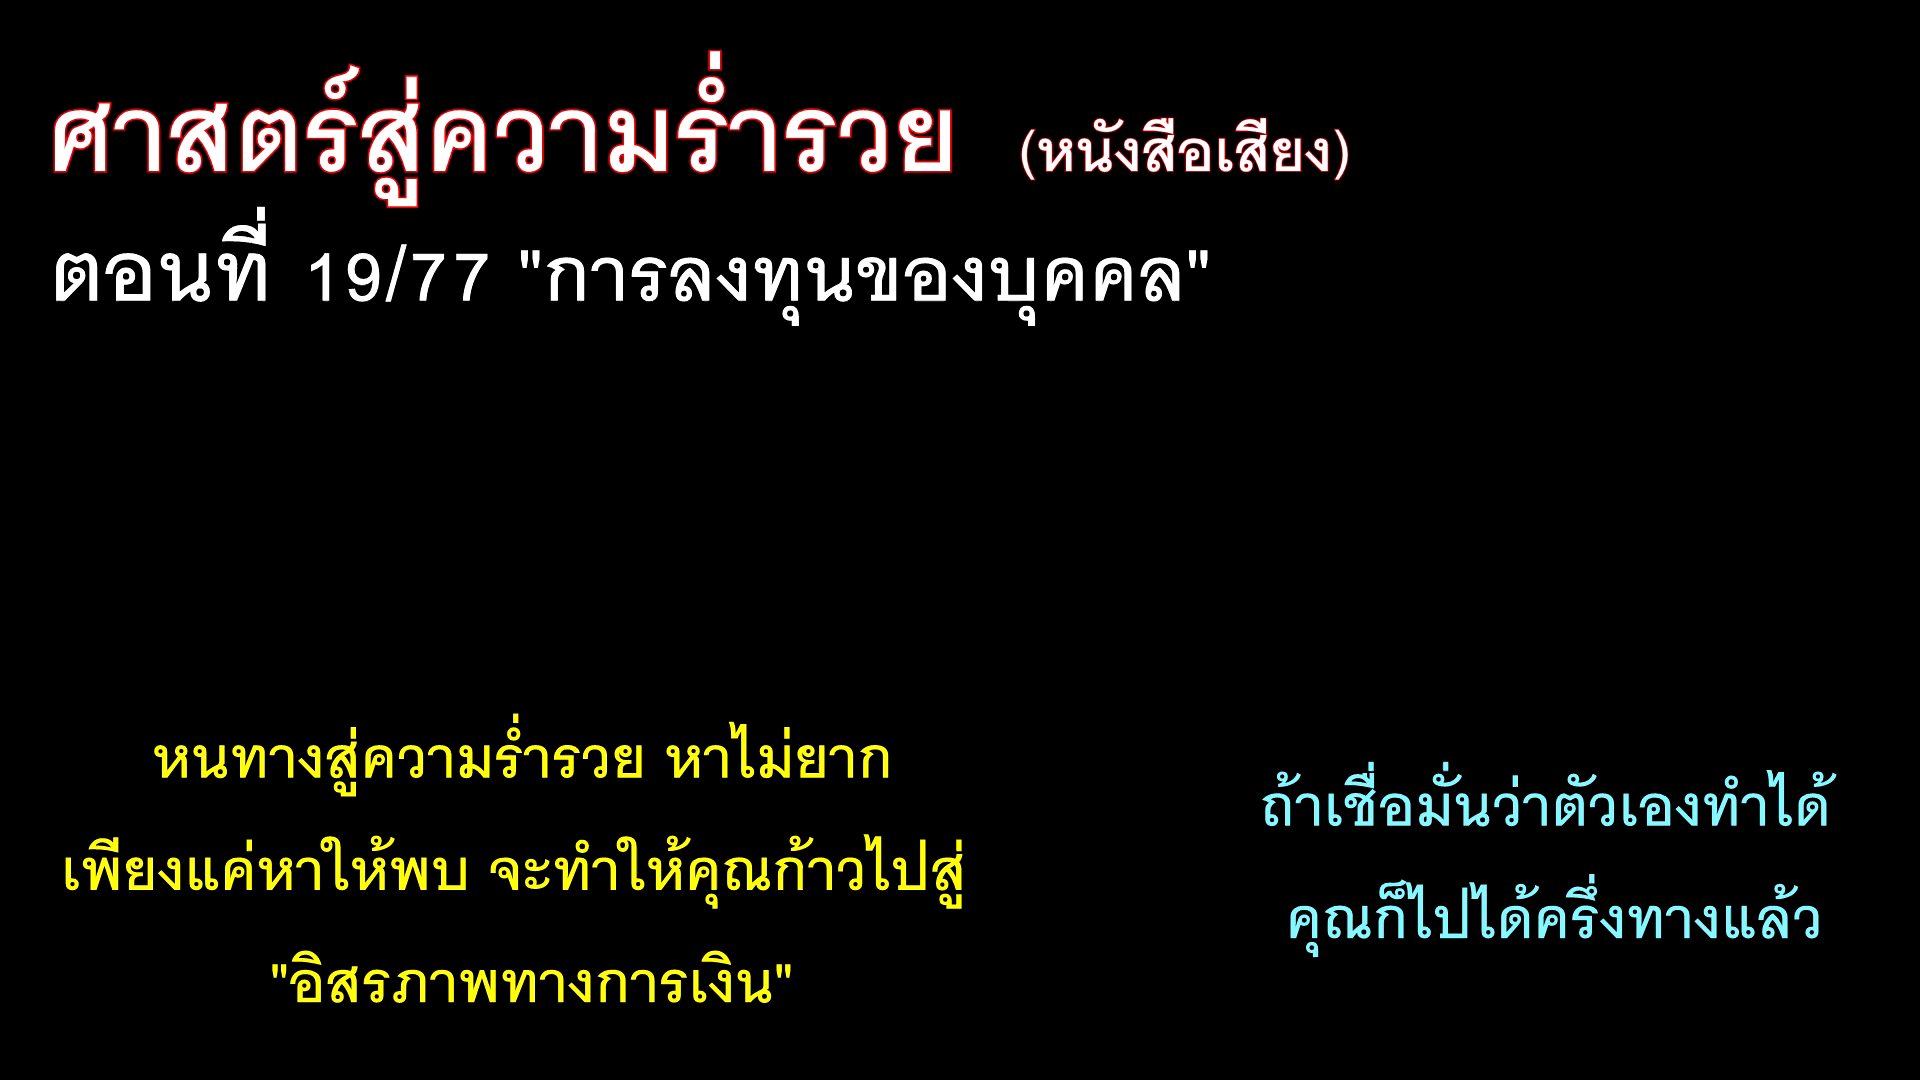 ศาสตร์สู่ความร่ำรวย (หนังสือเสียง)
ตอนที่ 19/77 "การลงทุนของบุคคล"
หนทางสู่ความร่ำรวย หาไม่ยาก
เพียงแค่หาให้พบ จะทำให้คุณก้าวไปสู่
"อิสรภาพทางการเงิน"
ถ้าเชื่อมั่นว่าตัวเองทำได้
คุณก็ไปได้ครึ่งทางแล้ว